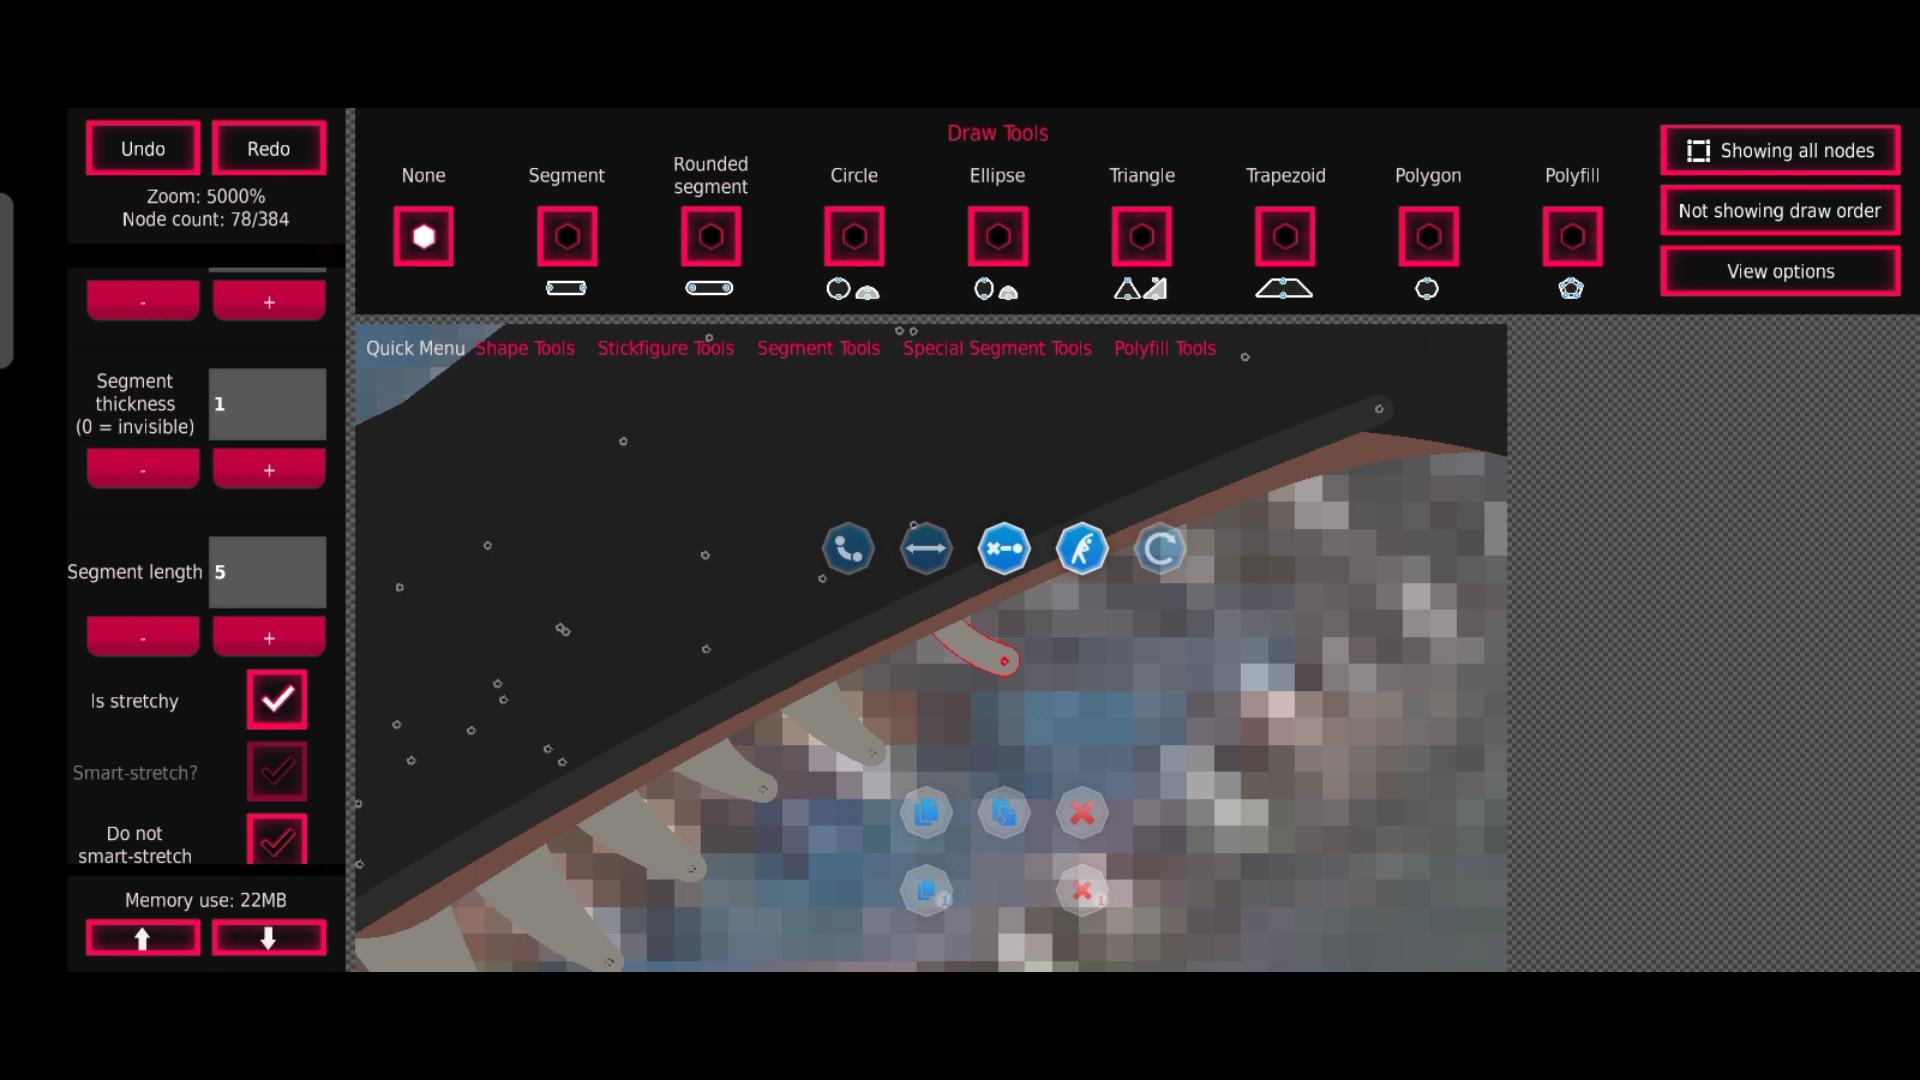 Undo
Redo
Zoom: 5000%
Node count: 78/384
-
+
Segment
thickness
(0 = invisible)
1
-
+
Segment length
5
-
+
Is stretchy
Smart-stretch?
Do not
smart-stretch
Memory use: 22MB
Draw Tools
None
Segment
Rounded
segment
Circle
Ellipse
Triangle
Trapezoid
Polygon
Polyfill
Showing all nodes
Not showing draw order
View options
Quick Menu
Shape Tools
Stickfigure Tools
Segment Tools
Special Segment Tools
Polyfill Tools
1
1